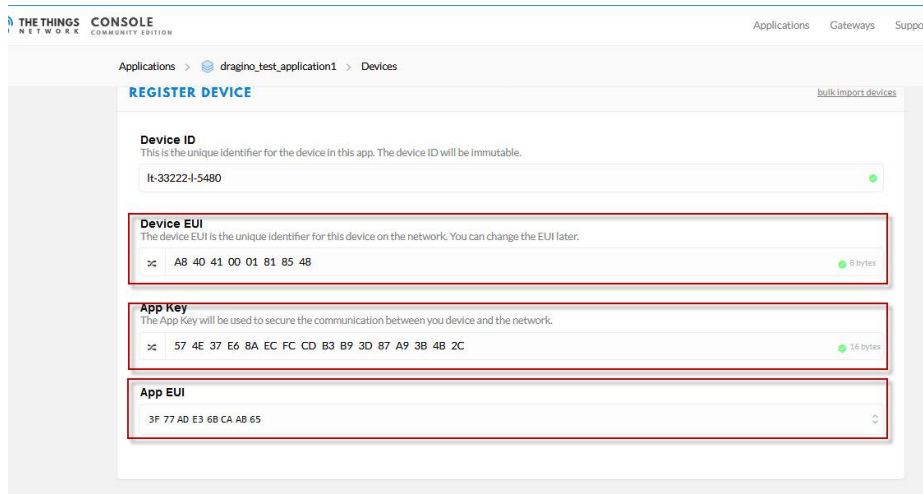 THE THINGS CONSOLE
NETWORK COMMUNITY EDITION
Applications Gateways
Applications > dragino_test_application1 > Devices
REGISTER DEVICE bulk import devices
Device ID
This is the unique identifier for the device in this app. The device ID will be immutable.
lt-33222-l-5480
Device EUI
The device EUI is the unique identifier for this device on the network. You can change the EUI later.
A8 40 41 00 01 81 85 48 8 bytes
App Key
The App Key will be used to secure the communication between you device and the network.
57 4E 37 E6 8A EC FC CD B3 B9 3D 87 A9 3B 4B 2C 16 bytes
App EUI
3F 77 AD E3 6B CA AB 65